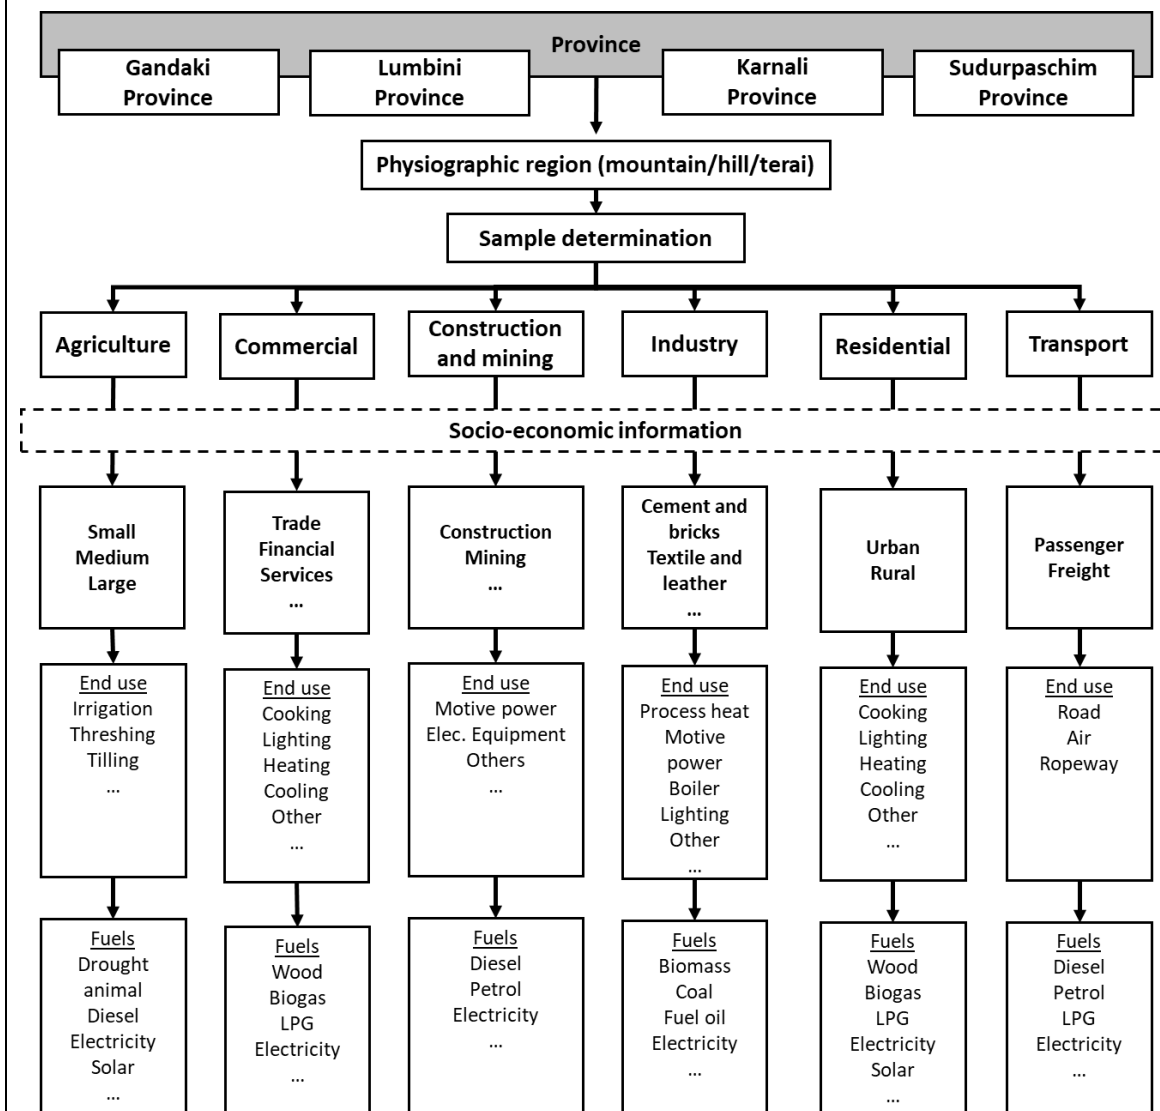 Province
Gandaki
Province
Lumbini
Province
Karnali
Province
Sudurpaschim
Province
Physiographic region (mountain/hill/terai)
Sample determination
Agriculture
Commercial
Construction
and mining
Industry
Residential
Transport
Socio-economic information
Small
Medium
Large
Trade
Financial
Services
...
Construction
Mining
...
Cement and
bricks
Textile and
leather
...
Urban
Rural
Passenger
Freight
End use
Irrigation
Threshing
Tilling
...
End use
Cooking
Lighting
Heating
Cooling
Other
...
End use
Motive power
Elec. Equipment
Others
...
End use
Process heat
Motive
power
Boiler
Lighting
Other
...
End use
Cooking
Lighting
Heating
Cooling
Other
...
End use
Road
Air
Ropeway
Fuels
Drought
animal
Diesel
Electricity
Solar
...
Fuels
Wood
Biogas
LPG
Electricity
...
Fuels
Diesel
Petrol
Electricity
...
Fuels
Biomass
Coal
Fuel oil
Electricity
...
Fuels
Wood
Biogas
LPG
Electricity
Solar
...
Fuels
Diesel
Petrol
LPG
Electricity
...